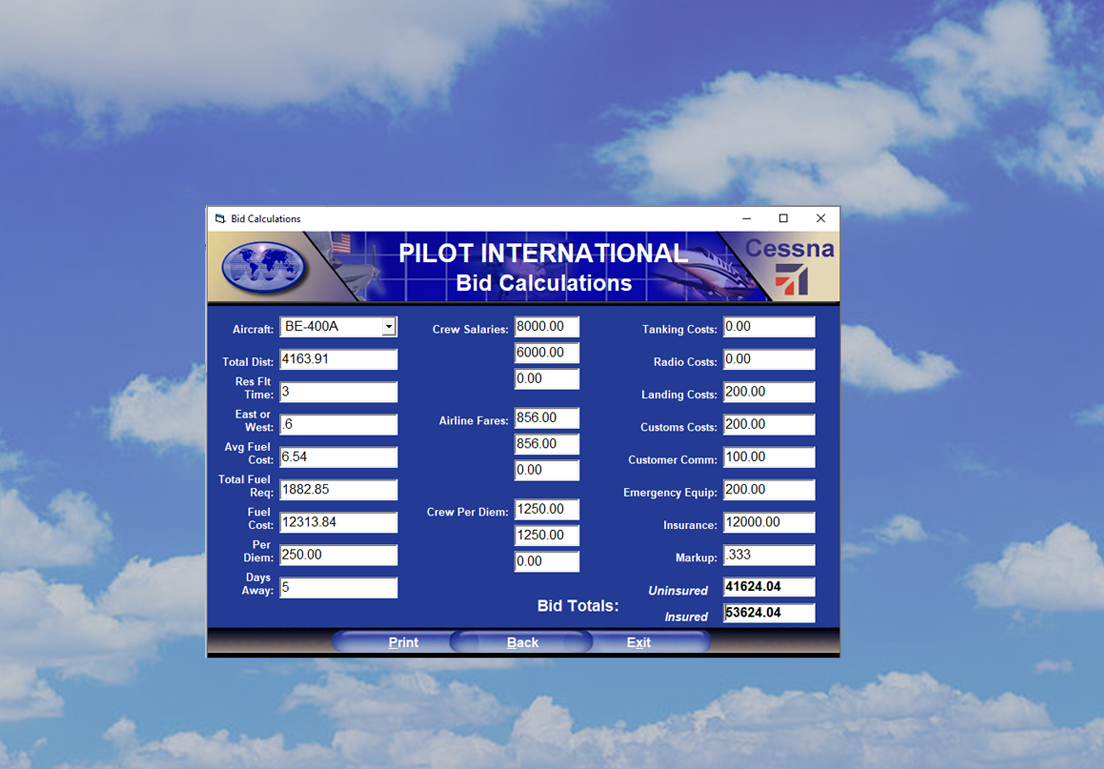 Bid Calculations
PILOT INTERNATIONAL
Bid Calculations
Cessna
Aircraft: BE-400A
Total Dist: 4163.91
Res Flt
Time: 3
East or
West: .6
Avg Fuel
Cost: 6.54
Total Fuel
Req: 1882.85
Fuel
Cost: 12313.84
Per
Diem: 250.00
Days
Away: 5
Crew Salaries: 8000.00
6000.00
0.00
Airline Fares: 856.00
856.00
0.00
Crew Per Diem: 1250.00
1250.00
0.00
Tanking Costs: 0.00
Radio Costs: 0.00
Landing Costs: 200.00
Customs Costs: 200.00
Customer Comm: 100.00
Emergency Equip: 200.00
Insurance: 12000.00
Markup: .333
Bid Totals:
Uninsured 41624.04
Insured 53624.04
Print Back Exit